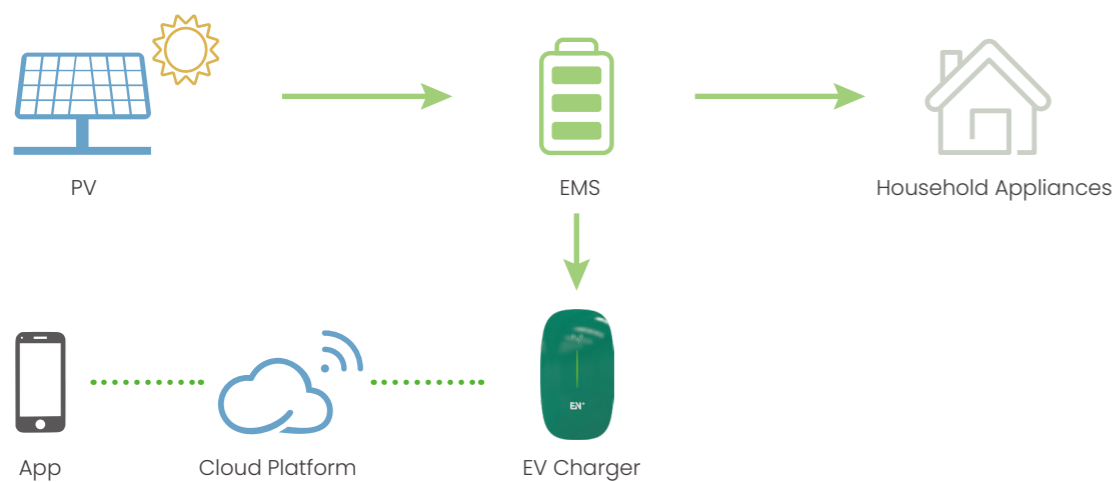 PV
EMS
Household Appliances
EN+
App
Cloud Platform
EV Charger